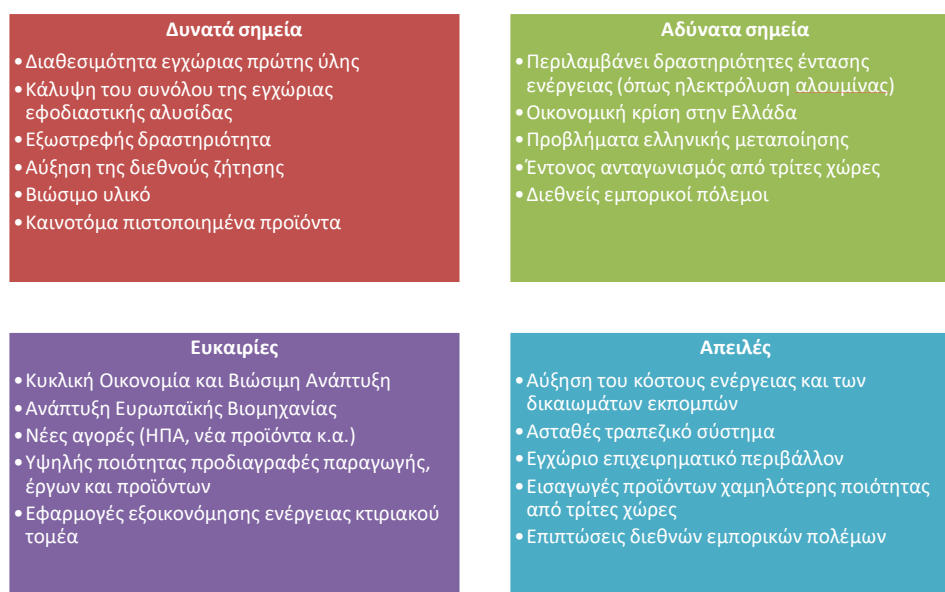 Δυνατά σημεία
•Διαθεσιμότητα εγχώριας πρώτης ύλης
•Κάλυψη του συνόλου της εγχώριας
εφοδιαστικής αλυσίδας
•Εξωστρεφής δραστηριότητα
•Αύξηση της διεθνούς ζήτησης
•Βιώσιμο υλικό
•Καινοτόμα πιστοποιημένα προϊόντα
Αδύνατα σημεία
•Περιλαμβάνει δραστηριότητες έντασης
ενέργειας (όπως ηλεκτρόλυση αλουμίνας)
•Οικονομική κρίση στην Ελλάδα
•Προβλήματα ελληνικής μεταποίησης
•Έντονος ανταγωνισμός από τρίτες χώρες
•Διεθνείς εμπορικοί πόλεμοι
Ευκαιρίες
•Κυκλική Οικονομία και Βιώσιμη Ανάπτυξη
•Ανάπτυξη Ευρωπαϊκής Βιομηχανίας
•Νέες αγορές (ΗΠΑ, νέα προϊόντα κ.α.)
•Υψηλής ποιότητας προδιαγραφές παραγωγής,
έργων και προϊόντων
•Εφαρμογές εξοικονόμησης ενέργειας κτιριακού
τομέα
Απειλές
•Αύξηση του κόστους ενέργειας και των
δικαιωμάτων εκπομπών
•Ασταθές τραπεζικό σύστημα
•Εγχώριο επιχειρηματικό περιβάλλον
•Εισαγωγές προϊόντων χαμηλότερης ποιότητας
από τρίτες χώρες
•Επιπτώσεις διεθνών εμπορικών πολέμων